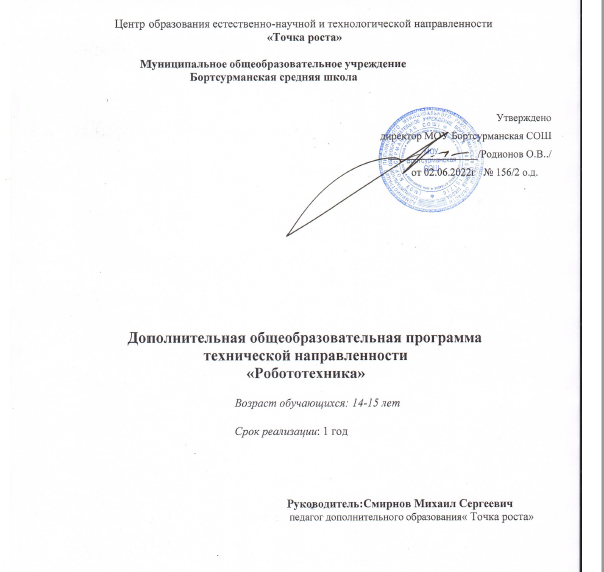 Центр образования естественно-научной и технологической направленности
«Точка роста»
Муниципальное общеобразовательное учреждение
Бортсурманская средняя школа
Утверждено
директор МОУ Бортсурманская СОШ
/Родионов О.В../
от 02.06.2022г № 156/2 о.д.
Дополнительная общеобразовательная программа
технической направленности
«Робототехника»
Возраст обучающихся: 14-15 лет
Срок реализации: 1 год
Руководитель:Смирнов Михаил Сергеевич
педагог дополнительного образования« Точка роста»